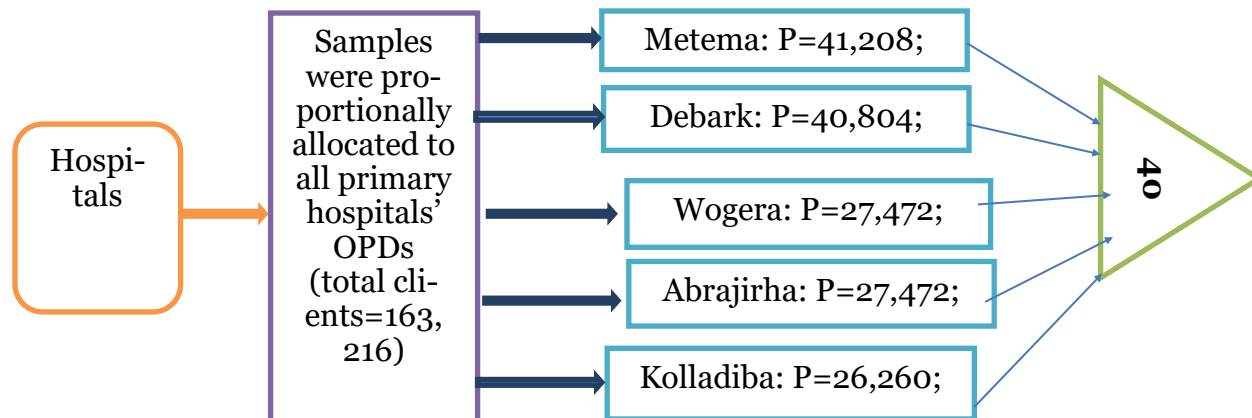 Hospi-
tals
Samples
were pro-
portionally
allocated to
all primary
hospitals’
OPDs
(total cli-
ents=163,
216)
Metema: P=41,208;
Debark: P=40,804;
Wogera: P=27,472;
Abrajirha: P=27,472;
Kolladiba: P=26,260;
40